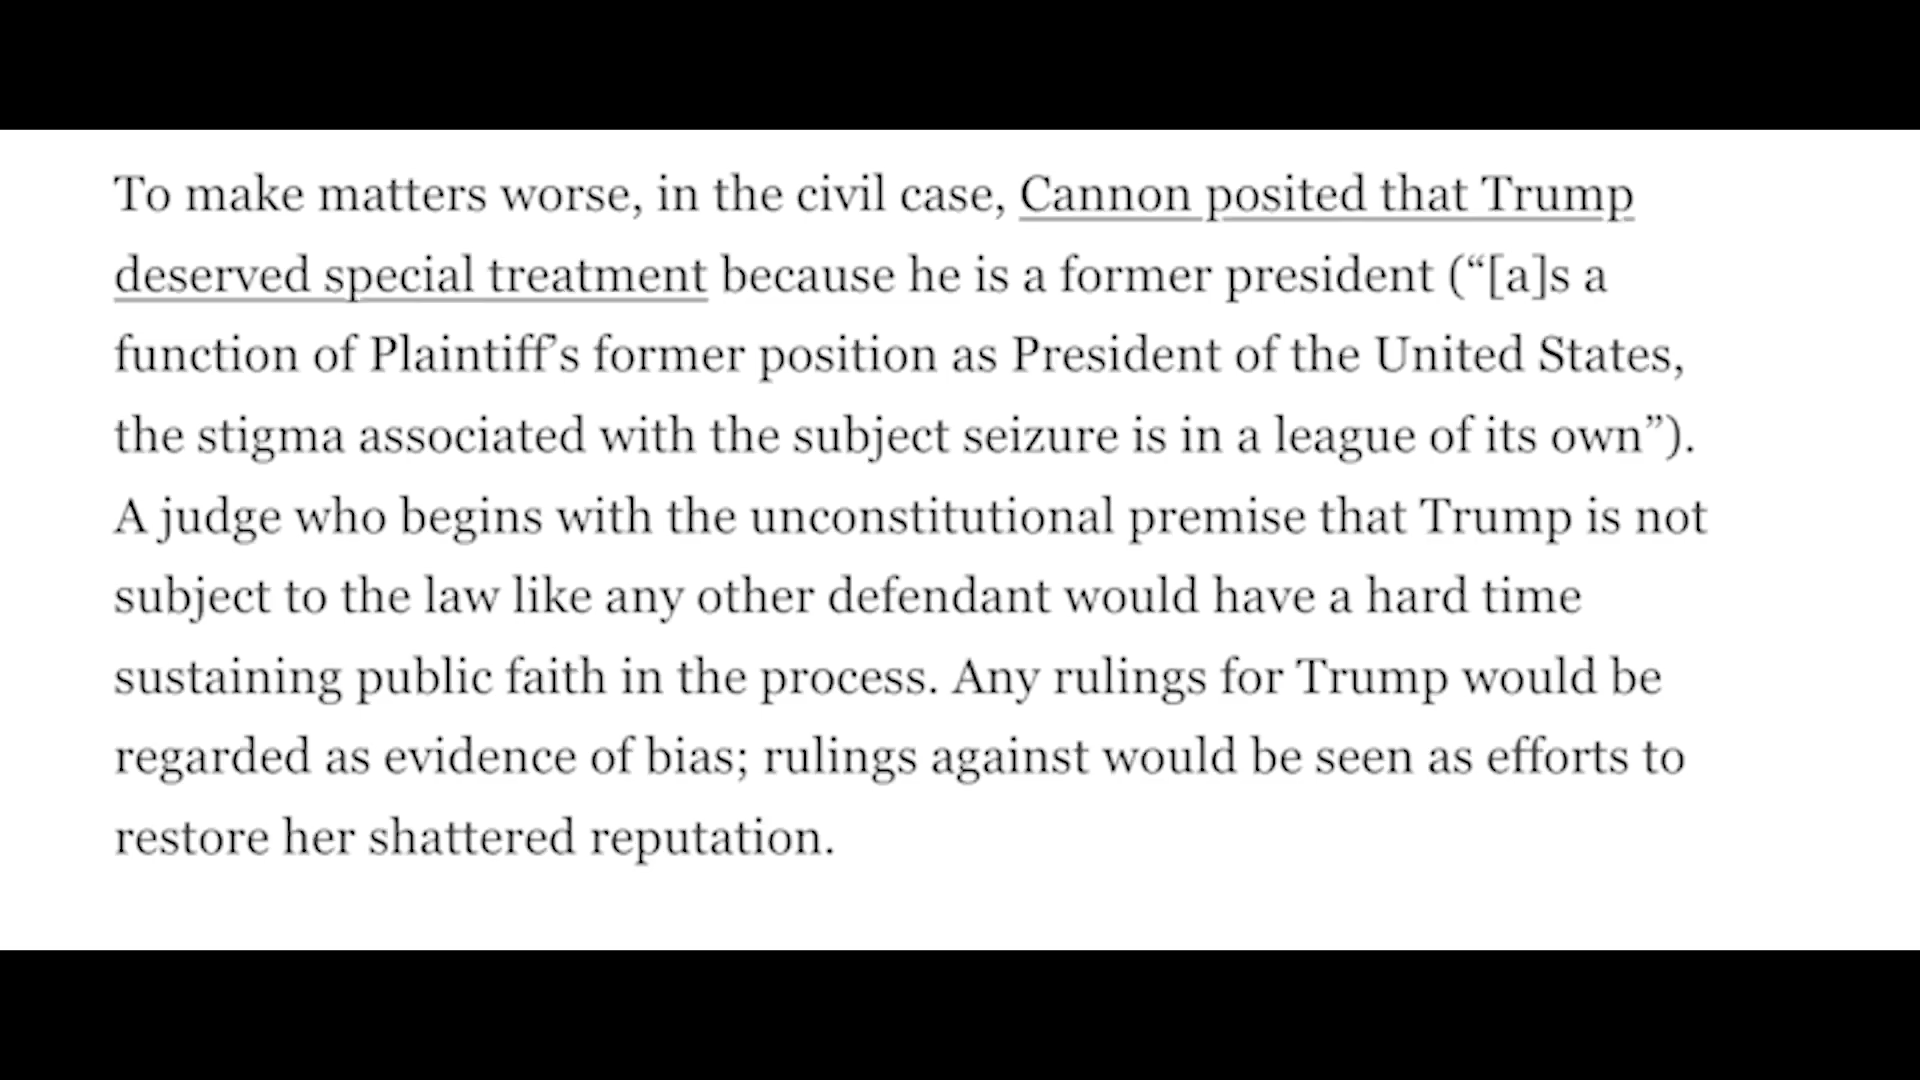 To make matters worse, in the civil case, Cannon posited that Trump
deserved special treatment because he is a former president (“[a]s a
function of Plaintiff’s former position as President of the United States,
the stigma associated with the subject seizure is in a league of its own”).
A judge who begins with the unconstitutional premise that Trump is not
subject to the law like any other defendant would have a hard time
sustaining public faith in the process. Any rulings for Trump would be
regarded as evidence of bias; rulings against would be seen as efforts to
restore her shattered reputation.